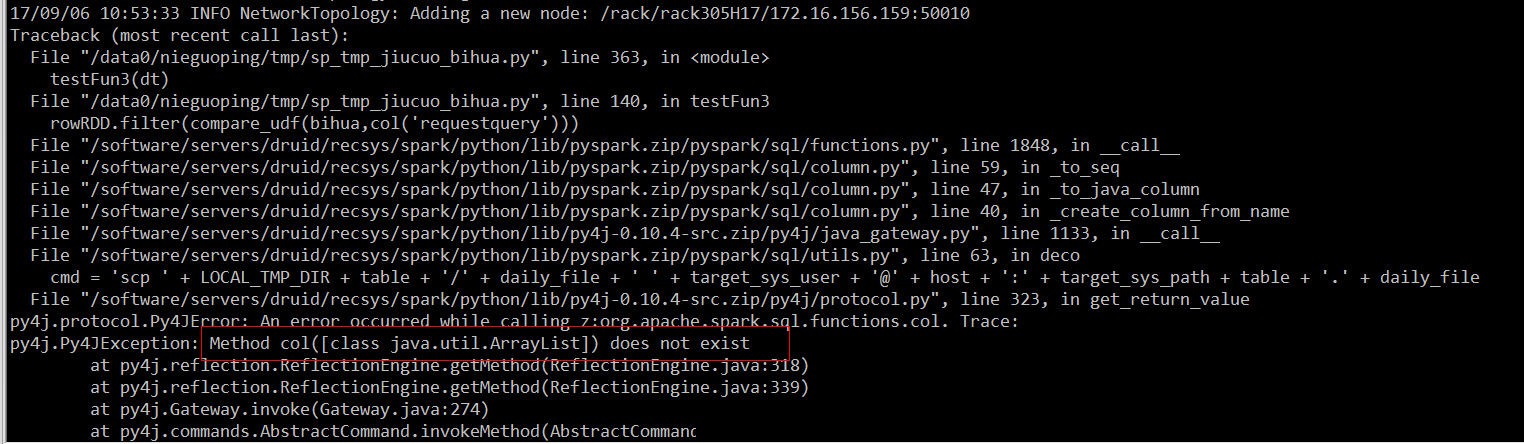 17/09/06 10:53:33 INFO NetworkTopology: Adding a new node: /rack/rack305H17/172.16.156.159:50010
Traceback (most recent call last):
  File "/data0/nieguoping/tmp/sp_tmp_jiucuo_bihua.py", line 363, in <module>
    testFun3(dt)
  File "/data0/nieguoping/tmp/sp_tmp_jiucuo_bihua.py", line 140, in testFun3
    rowRDD.filter(compare_udf(bihua,col('requestquery')))
  File "/software/servers/druid/recsys/spark/python/lib/pyspark.zip/pyspark/sql/functions.py", line 1848, in __call__
  File "/software/servers/druid/recsys/spark/python/lib/pyspark.zip/pyspark/sql/column.py", line 59, in _to_seq
  File "/software/servers/druid/recsys/spark/python/lib/pyspark.zip/pyspark/sql/column.py", line 47, in _to_java_column
  File "/software/servers/druid/recsys/spark/python/lib/pyspark.zip/pyspark/sql/column.py", line 40, in _create_column_from_name
  File "/software/servers/druid/recsys/spark/python/lib/py4j-0.10.4-src.zip/py4j/java_gateway.py", line 1133, in __call__
  File "/software/servers/druid/recsys/spark/python/lib/pyspark.zip/pyspark/sql/utils.py", line 63, in deco
    cmd = 'scp ' + LOCAL_TMP_DIR + table + '/' + daily_file + ' ' + target_sys_user + '@' + host + ':' + target_sys_path + table + '.' + daily_file
  File "/software/servers/druid/recsys/spark/python/lib/py4j-0.10.4-src.zip/py4j/protocol.py", line 323, in get_return_value
py4j.protocol.Py4JError: An error occurred while calling z:org.apache.spark.sql.functions.col. Trace:
py4j.Py4JException: Method col([class java.util.ArrayList]) does not exist
        at py4j.reflection.ReflectionEngine.getMethod(ReflectionEngine.java:318)
        at py4j.reflection.ReflectionEngine.getMethod(ReflectionEngine.java:339)
        at py4j.Gateway.invoke(Gateway.java:274)
        at py4j.commands.AbstractCommand.invokeMethod(AbstractCommand